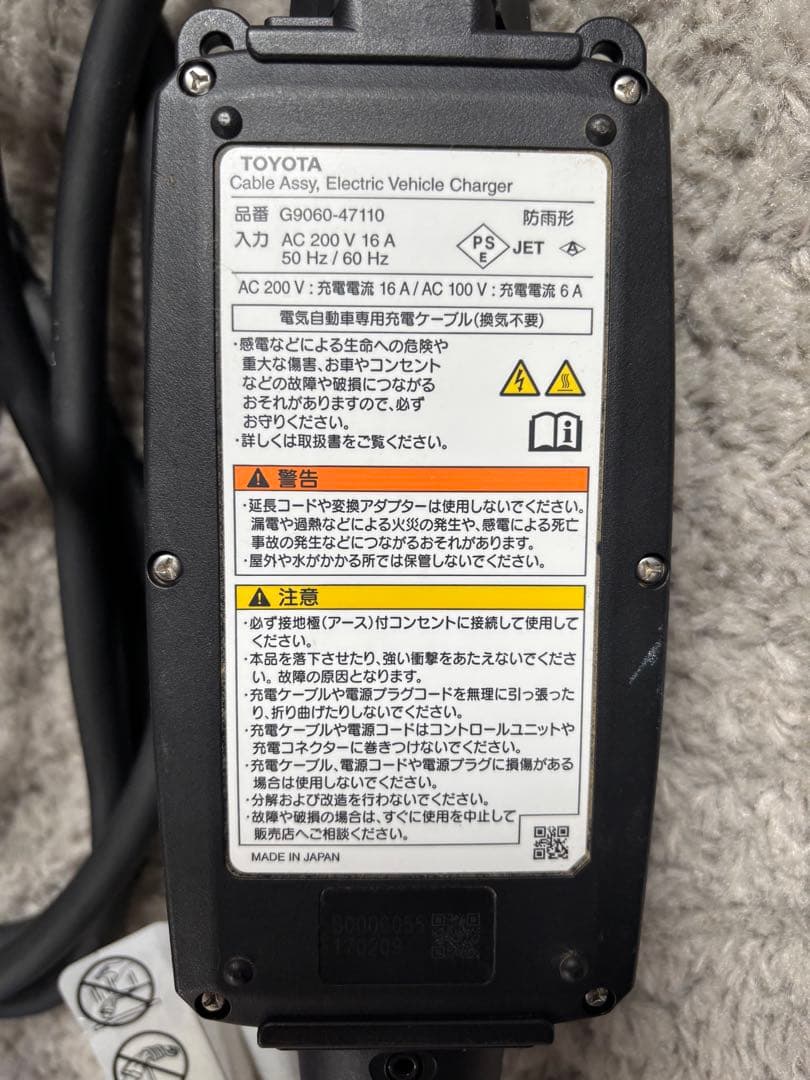 TOYOTA
Cable Assy, Electric Vehicle Charger
品番 G9060-47110 防雨形
入力 AC 200 V 16 A
50 Hz / 60 Hz
PS
E
JET
A
AC 200 V : 充電電流 16 A / AC 100 V : 充電電流 6 A
電気自動車専用充電ケーブル(換気不要)
・感電などによる生命への危険や
重大な傷害、お車やコンセント
などの故障や破損につながる
おそれがありますので、必ず
お守りください。
・詳しくは取扱書をご覧ください。
警告
・延長コードや変換アダプターは使用しないでください。
漏電や過熱などによる火災の発生や、感電による死亡
事故の発生などにつながるおそれがあります。
・屋外や水がかかる所では保管しないでください。
注意
・必ず接地極(アース)付コンセントに接続して使用して
ください。
・本品を落下させたり、強い衝撃をあたえないでくださ
い。故障の原因となります。
・充電ケーブルや電源プラグコードを無理に引っ張った
り、折り曲げたりしないでください。
・充電ケーブルや電源コードはコントロールユニットや
充電コネクターに巻きつけないでください。
・充電ケーブル、電源コードや電源プラグに損傷がある
場合は使用しないでください。
・分解および改造を行わないでください。
・故障や破損の場合は、すぐに使用を中止して
販売店へご相談ください。
MADE IN JAPAN
170209